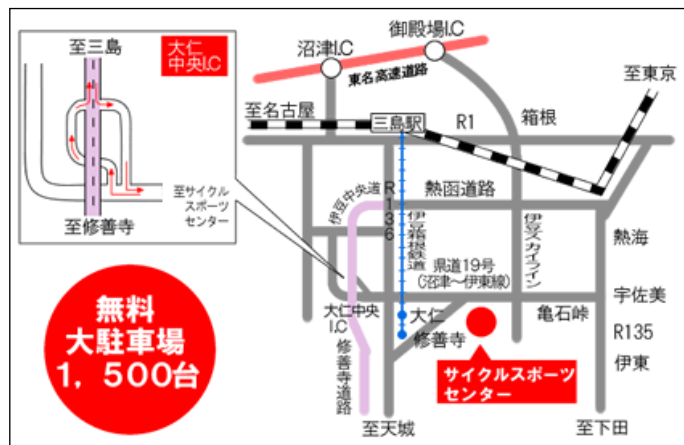 至三島
大仁
中央I.C
至修善寺
至サイクル
スポーツ
センター
無料
大駐車場
1，500台
御殿場I.C
沼津I.C
東名高速道路
至東京
至名古屋
三島駅
R1
箱根
伊豆中央道
R136
熱函道路
伊豆箱根鉄道
伊豆スカイライン
熱海
県道19号
(沼津～伊東線)
大仁中央
I.C
大仁
修善寺
亀石峠
宇佐美
R135
伊東
修善寺道路
サイクルスポーツ
センター
至天城
至下田